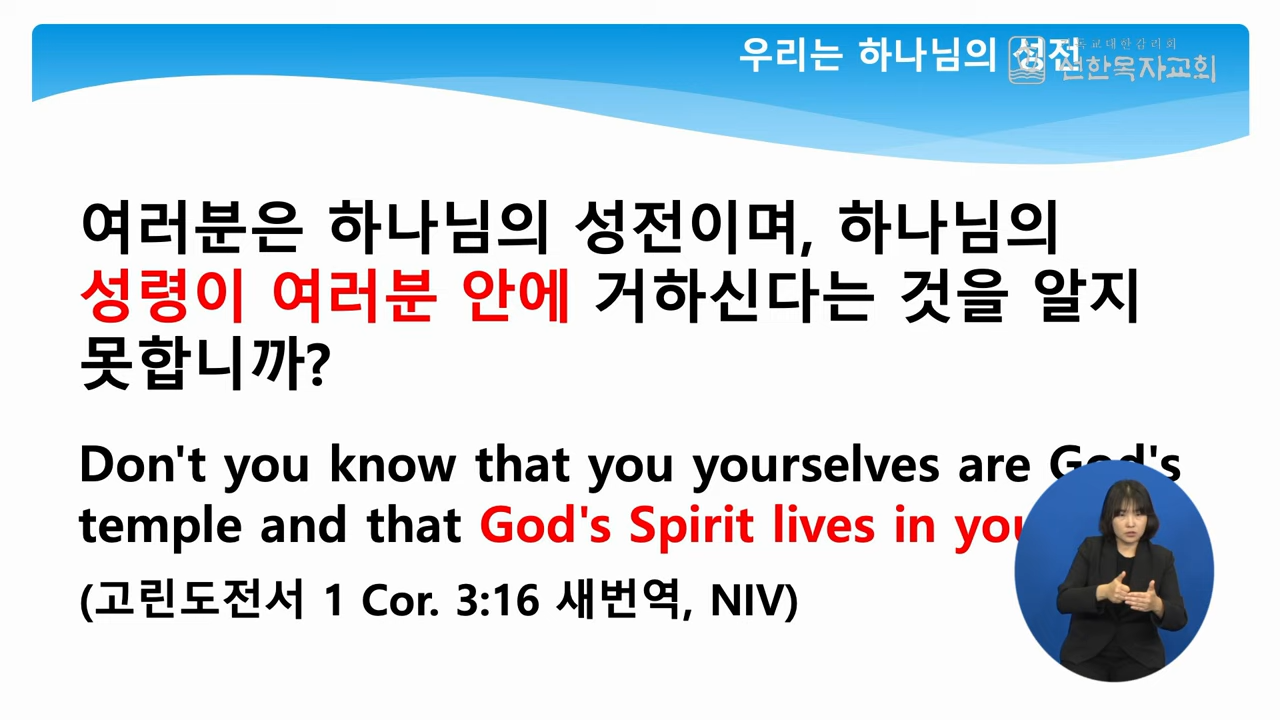 우리는 하나님의 성전
선한목자교회
여러분은 하나님의 성전이며, 하나님의
성령이 여러분 안에 거하신다는 것을 알지
못합니까?
Don't you know that you yourselves are God's
temple and that God's Spirit lives in you
(고린도전서 1 Cor. 3:16 새번역, NIV)